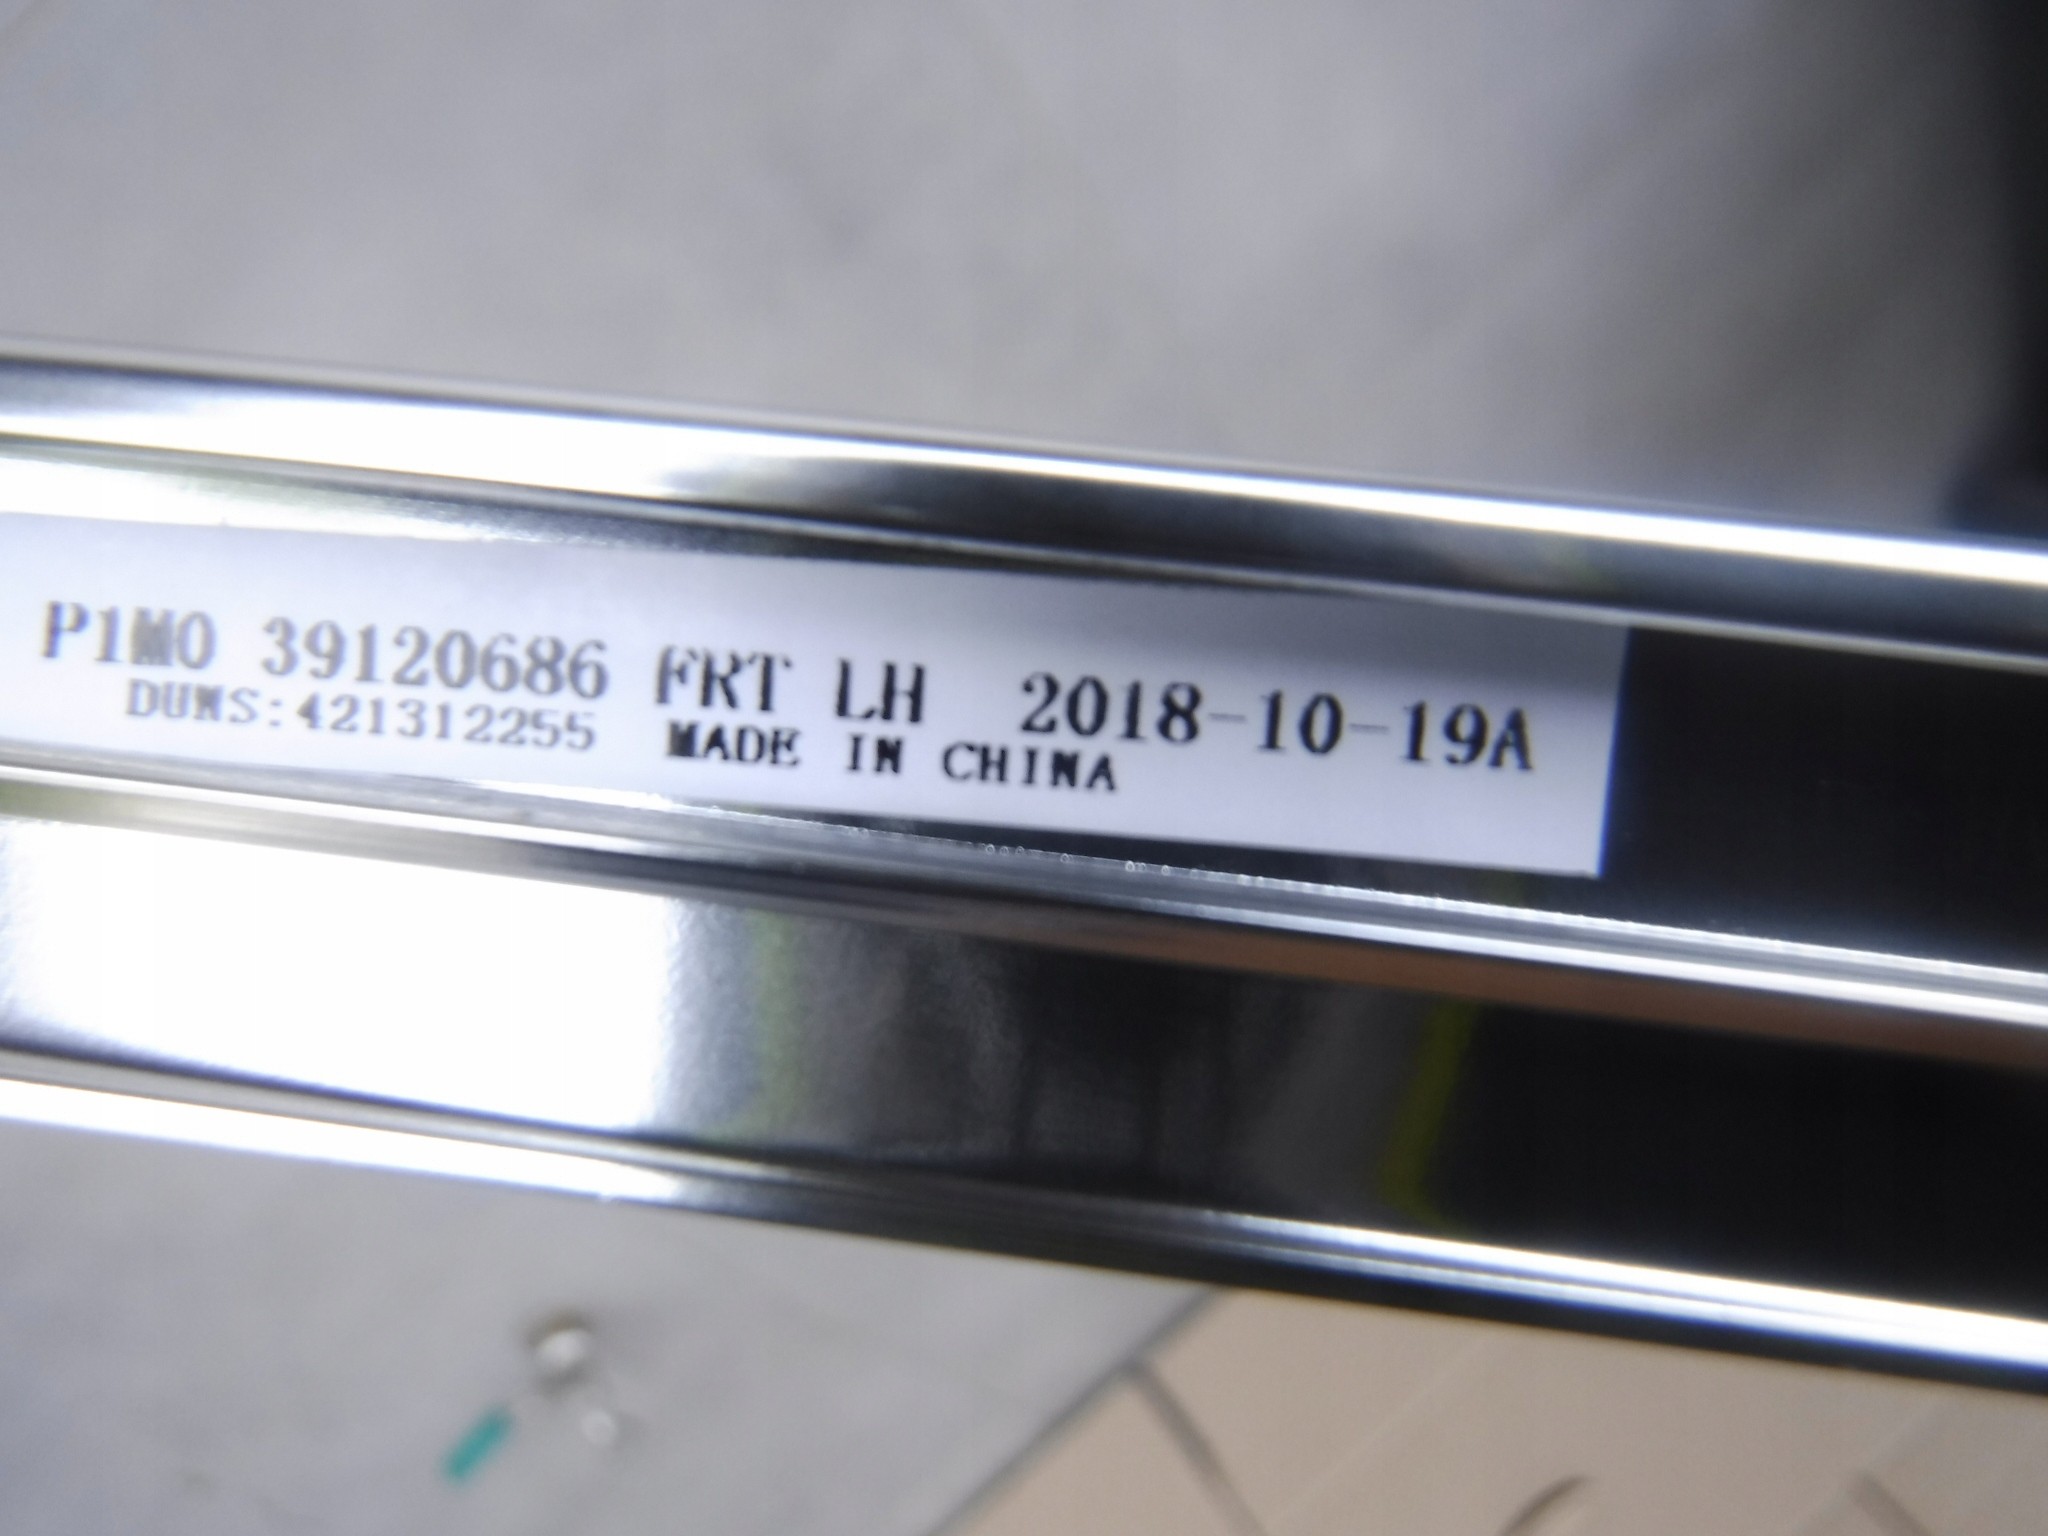 P1M0 39120686 FRT LH 2018-10-19A
DUNS:421312255 MADE IN CHINA